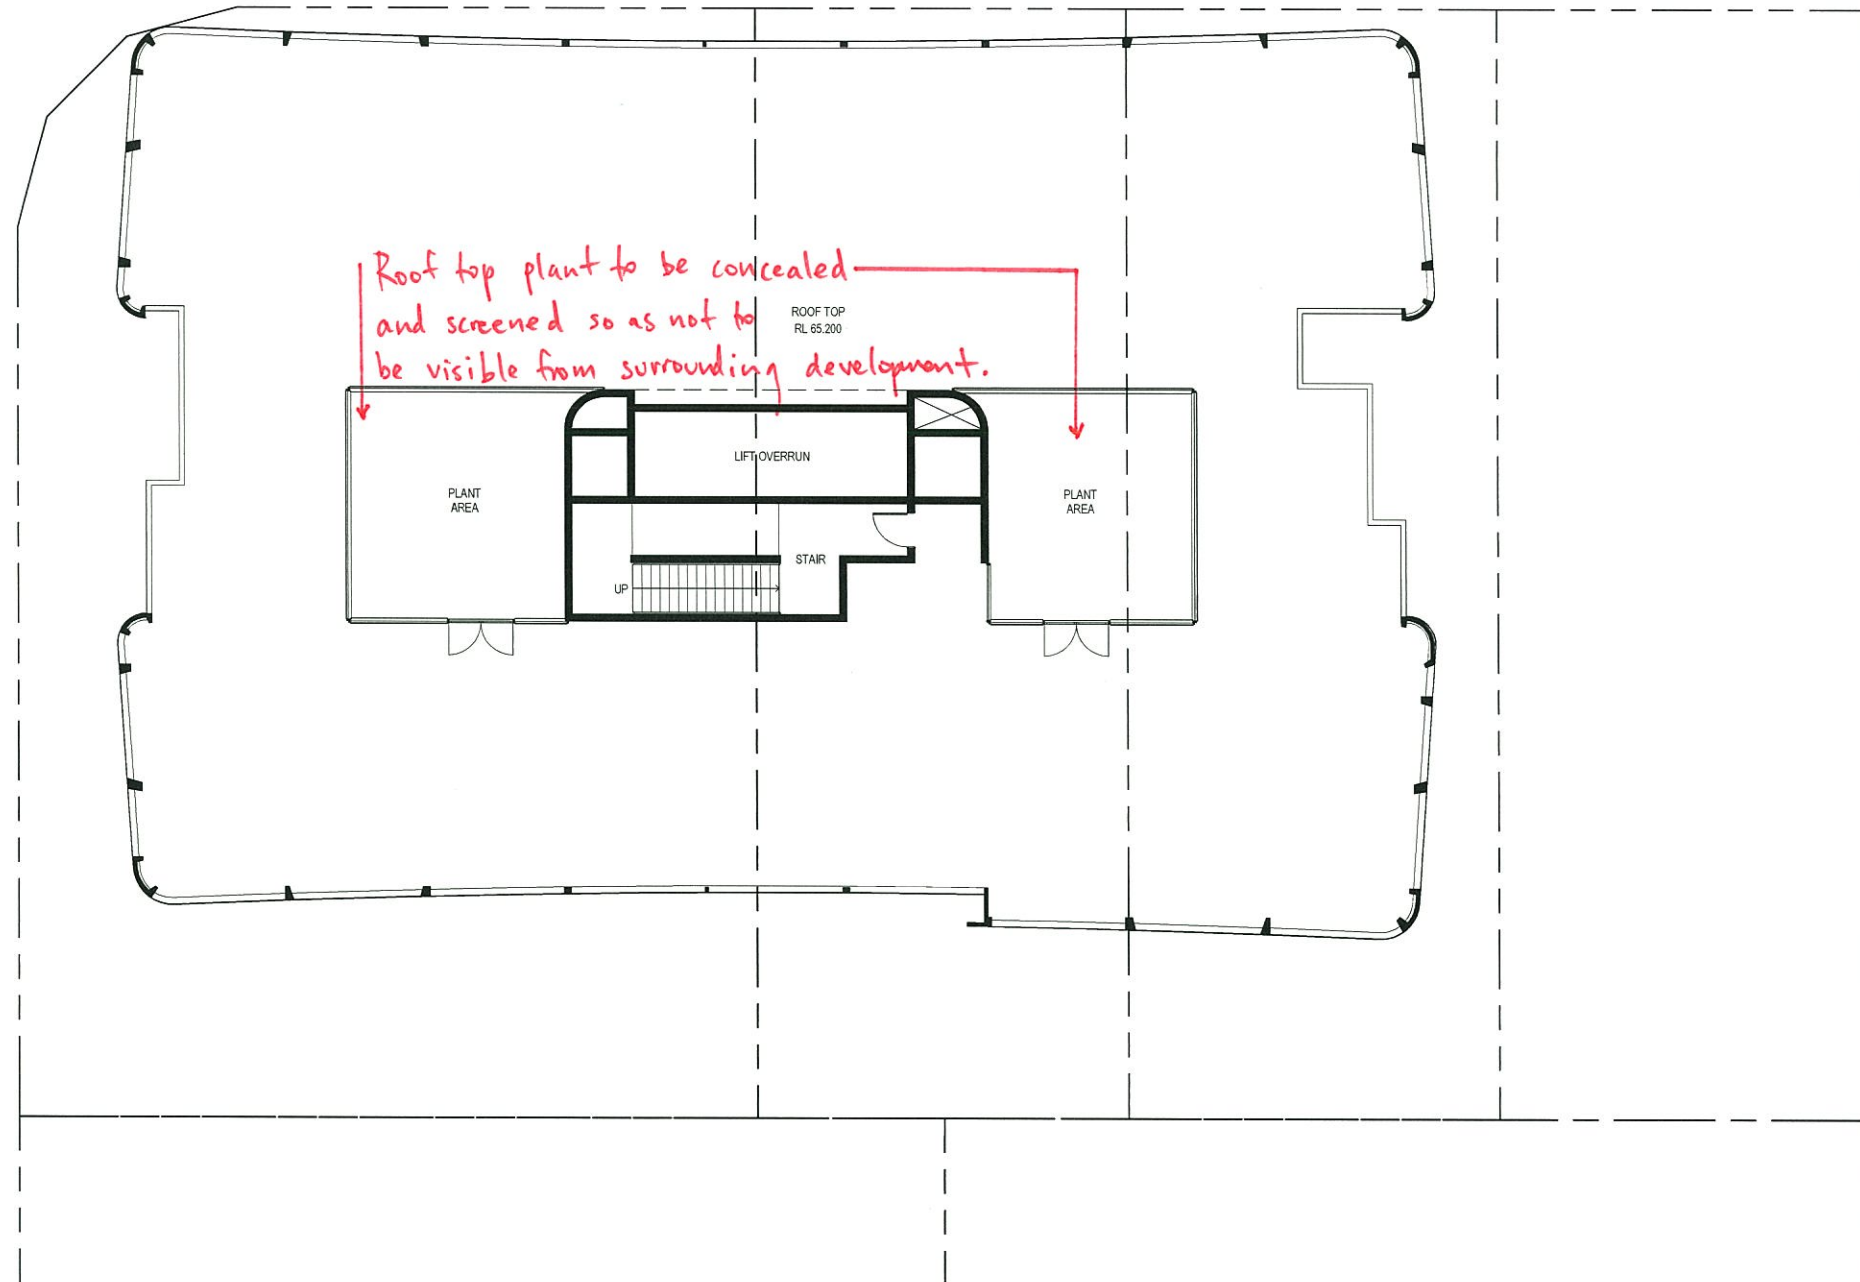 Roof top plant to be concealed
and screened so as not to
be visible from surrounding development.
ROOF TOP
RL 65.200
LIFT OVERRUN
PLANT
AREA
PLANT
AREA
STAIR
UP